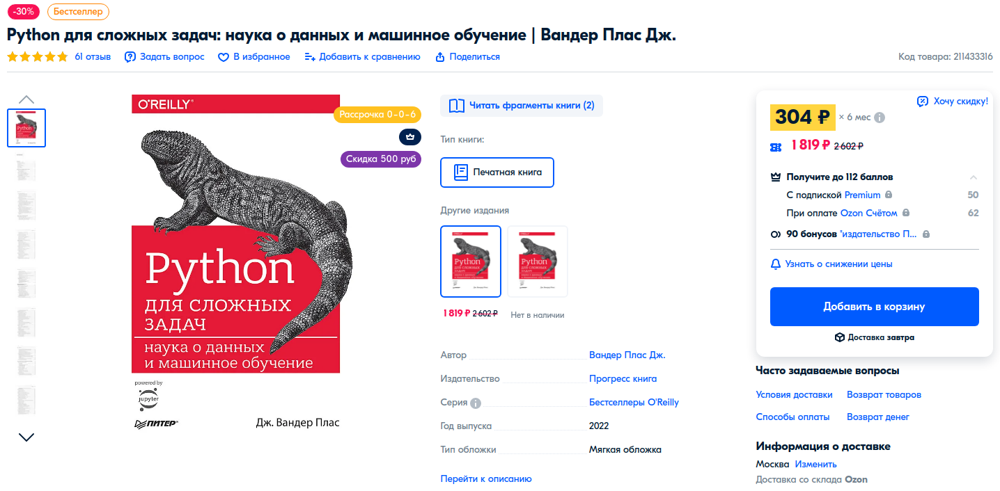 -30% Бестселлер
Python для сложных задач: наука о данных и машинное обучение | Вандер Плас Дж.
61 отзыв Задать вопрос В избранное Добавить к сравнению Поделиться Код товара: 211433316
O'REILLY®
Рассрочка 0-0-6
Скидка 500 руб
Python
для сложных
задач
наука о данных
и машинное обучение
powered by
jupyter
ПИТЕР®
Дж. Вандер Плас
Читать фрагменты книги (2)
Тип книги:
Печатная книга
Другие издания
1 819 ₽ 2 602 ₽ Нет в наличии
Автор Вандер Плас Дж.
Издательство Прогресс книга
Серия Бестселлеры O'Reilly
Год выпуска 2022
Тип обложки Мягкая обложка
Перейти к описанию
Хочу скидку!
304 ₽ × 6 мес
1 819 ₽ 2 602 ₽
Получите до 112 баллов
С подпиской Premium 50
При оплате Ozon Счётом 62
90 бонусов "издательство П...
Узнать о снижении цены
Добавить в корзину
Доставка завтра
Часто задаваемые вопросы
Условия доставки Возврат товаров
Способы оплаты Возврат денег
Информация о доставке
Москва Изменить
Доставка со склада Ozon